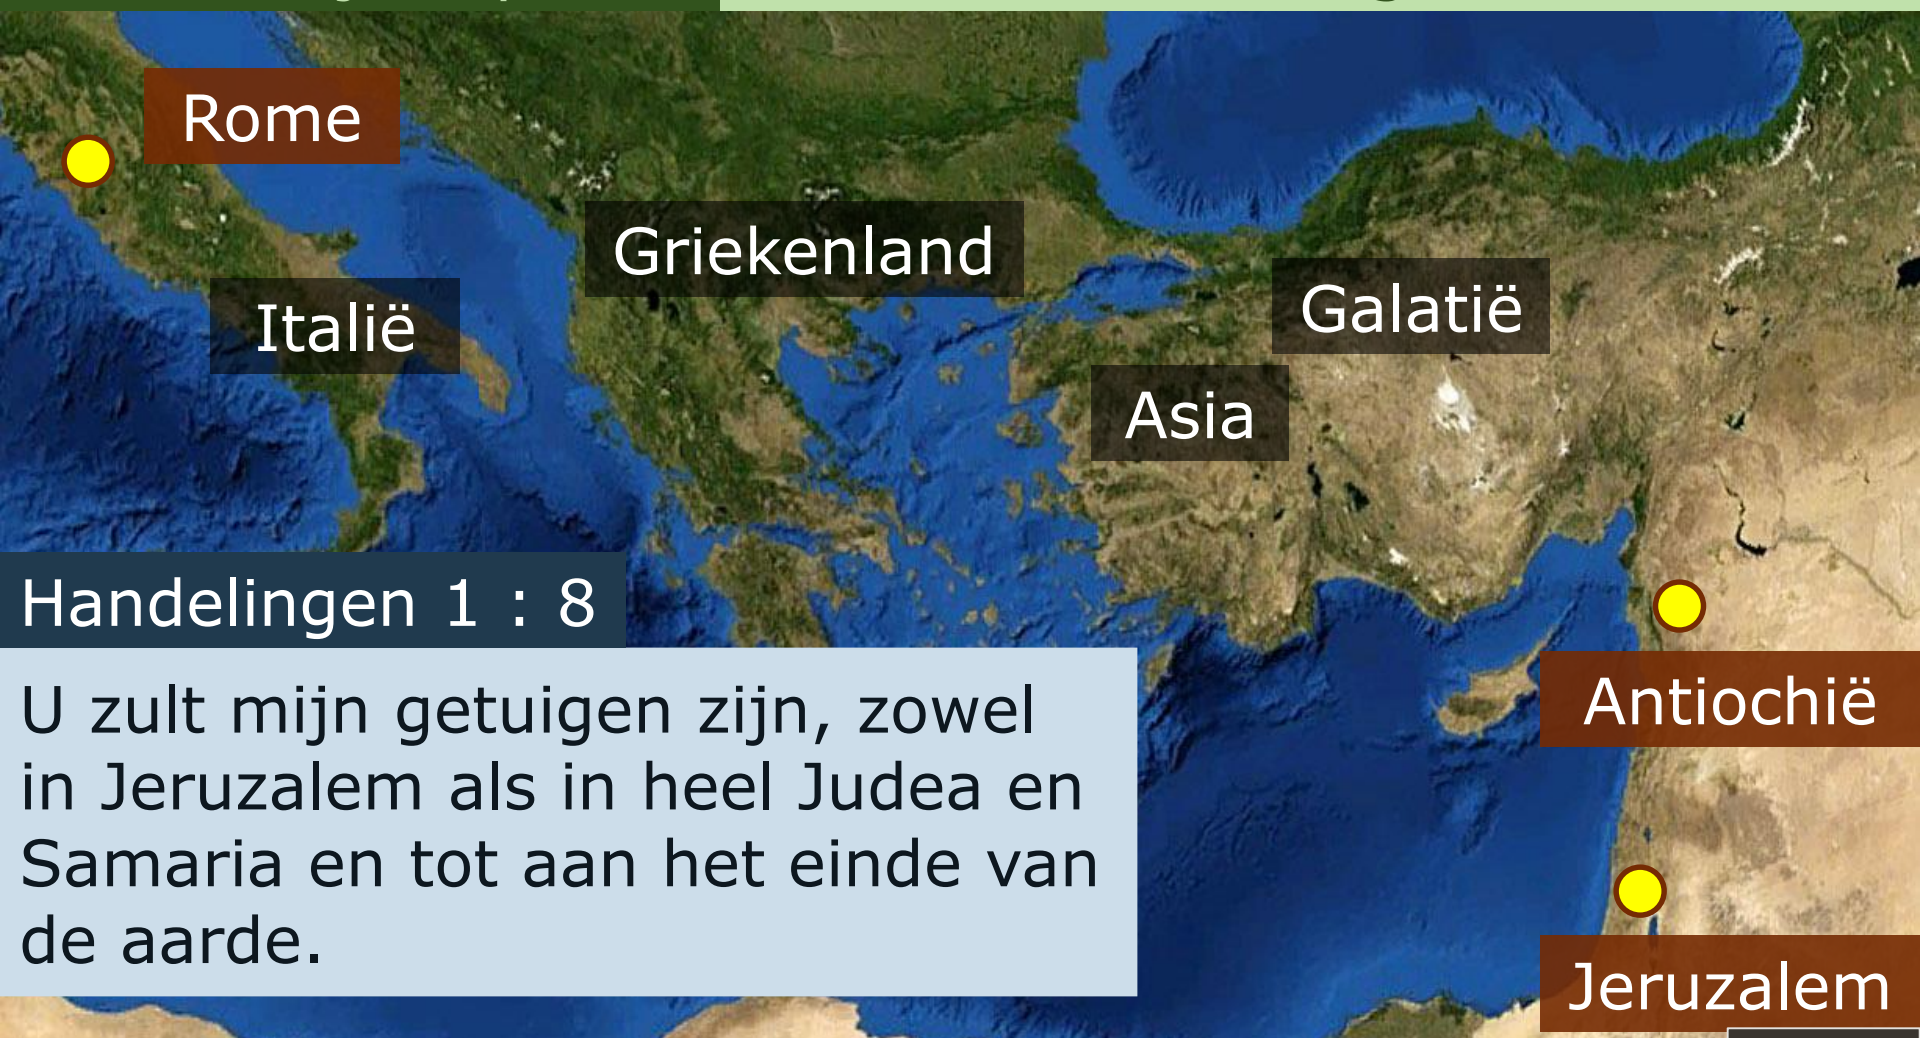 Rome
Griekenland
Galatië
Italië
Asia
Handelingen 1 : 8
U zult mijn getuigen zijn, zowel
in Jeruzalem als in heel Judea en
Samaria en tot aan het einde van
de aarde.
Antiochië
Jeruzalem